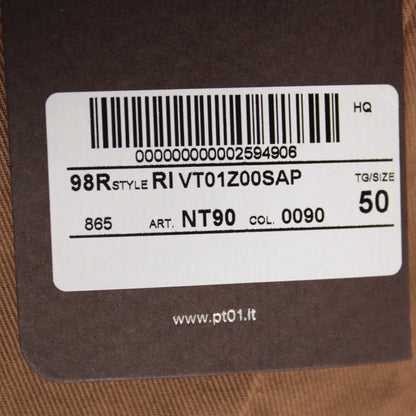 HQ
000000000002594906
98R STYLE RI VT01Z00SAP TG/SIZE
865 ART. NT90 COL. 0090 50
www.pt01.it